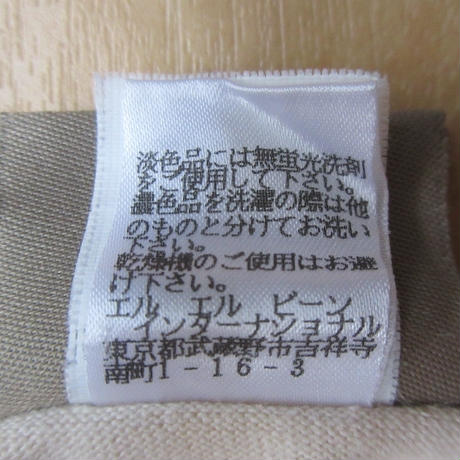 淡色品には無蛍光洗剤
をご使用して下さい。
濃色品を洗濯の際は他
のものと分けてお洗い
下さい。
乾燥機のご使用はお避
け下さい。
エル エル ビーン
インターナショナル
東京都武蔵野市吉祥寺
南町1-16-3